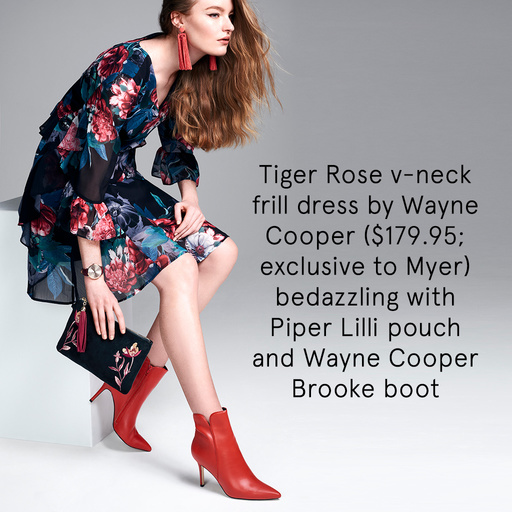 Tiger Rose v-neck
frill dress by Wayne
Cooper ($179.95;
exclusive to Myer)
bedazzling with
Piper Lilli pouch
and Wayne Cooper
Brooke boot